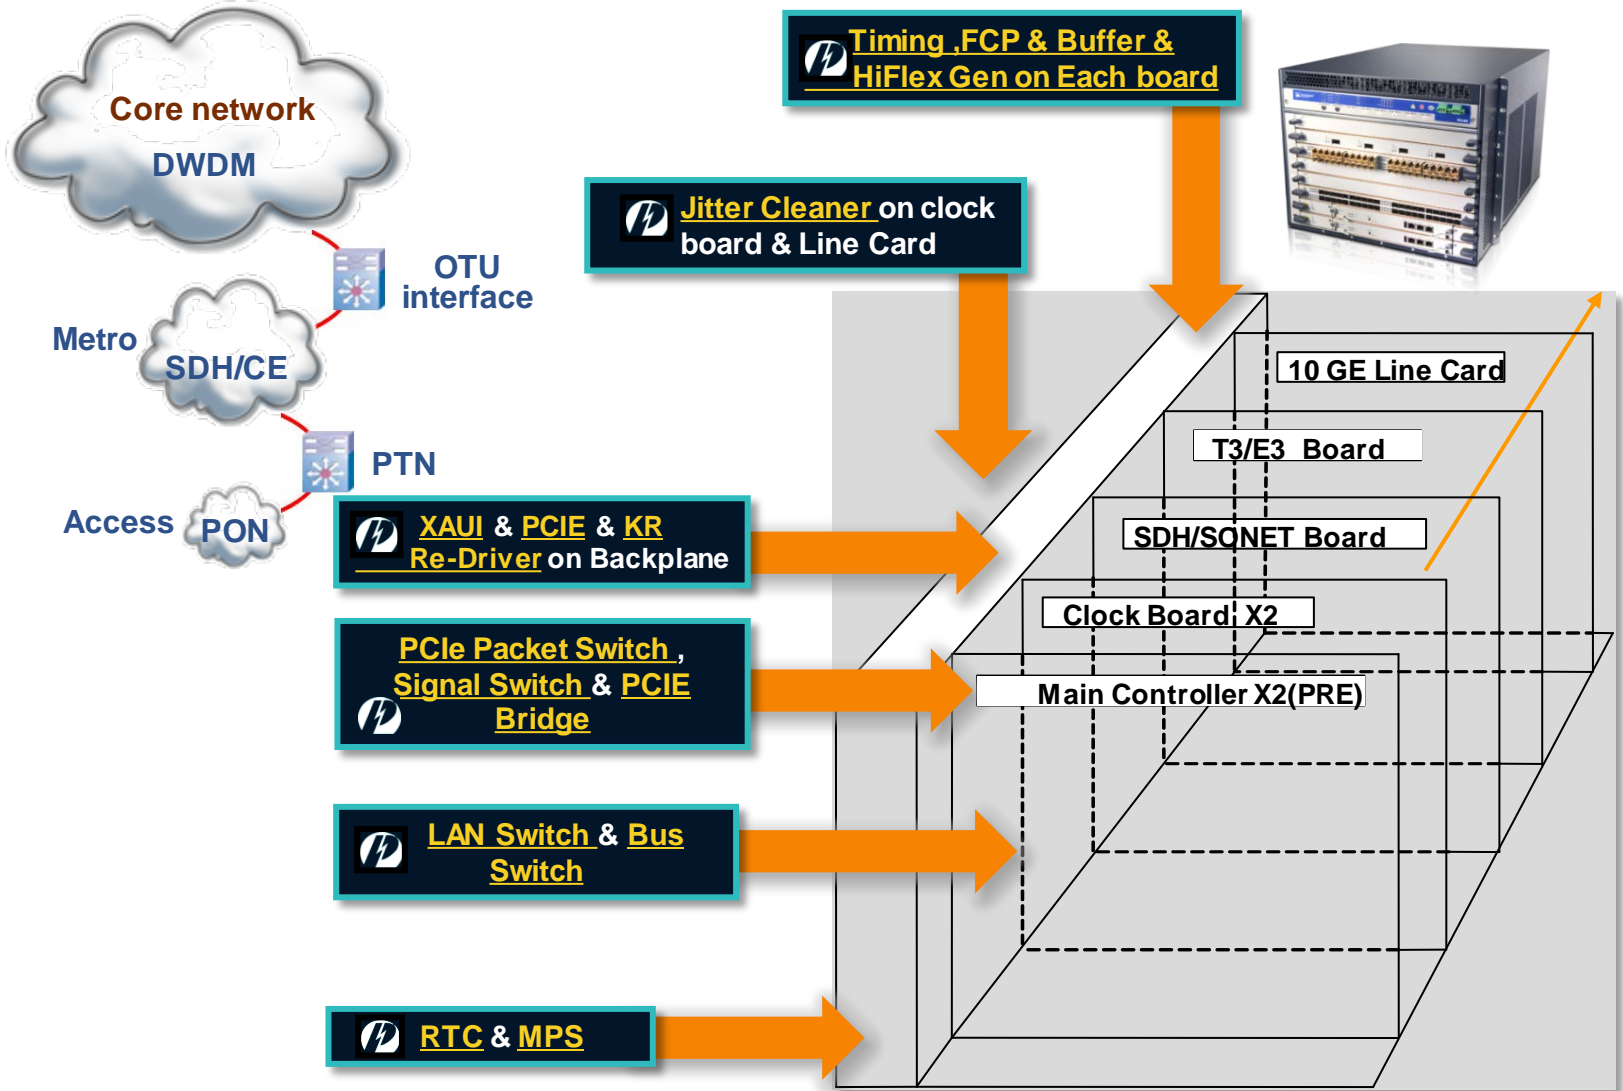 Timing ,FCP & Buffer &
HiFlex Gen on Each board
Core network
DWDM
Jitter Cleaner on clock
board & Line Card
OTU
interface
Metro
SDH/CE
10 GE Line Card
T3/E3 Board
PTN
Access
PON
XAUI & PCIE & KR
Re-Driver on Backplane
SDH/SONET Board
Clock Board X2
PCIe Packet Switch ,
Signal Switch & PCIE
Bridge
Main Controller X2(PRE)
LAN Switch & Bus
Switch
RTC & MPS